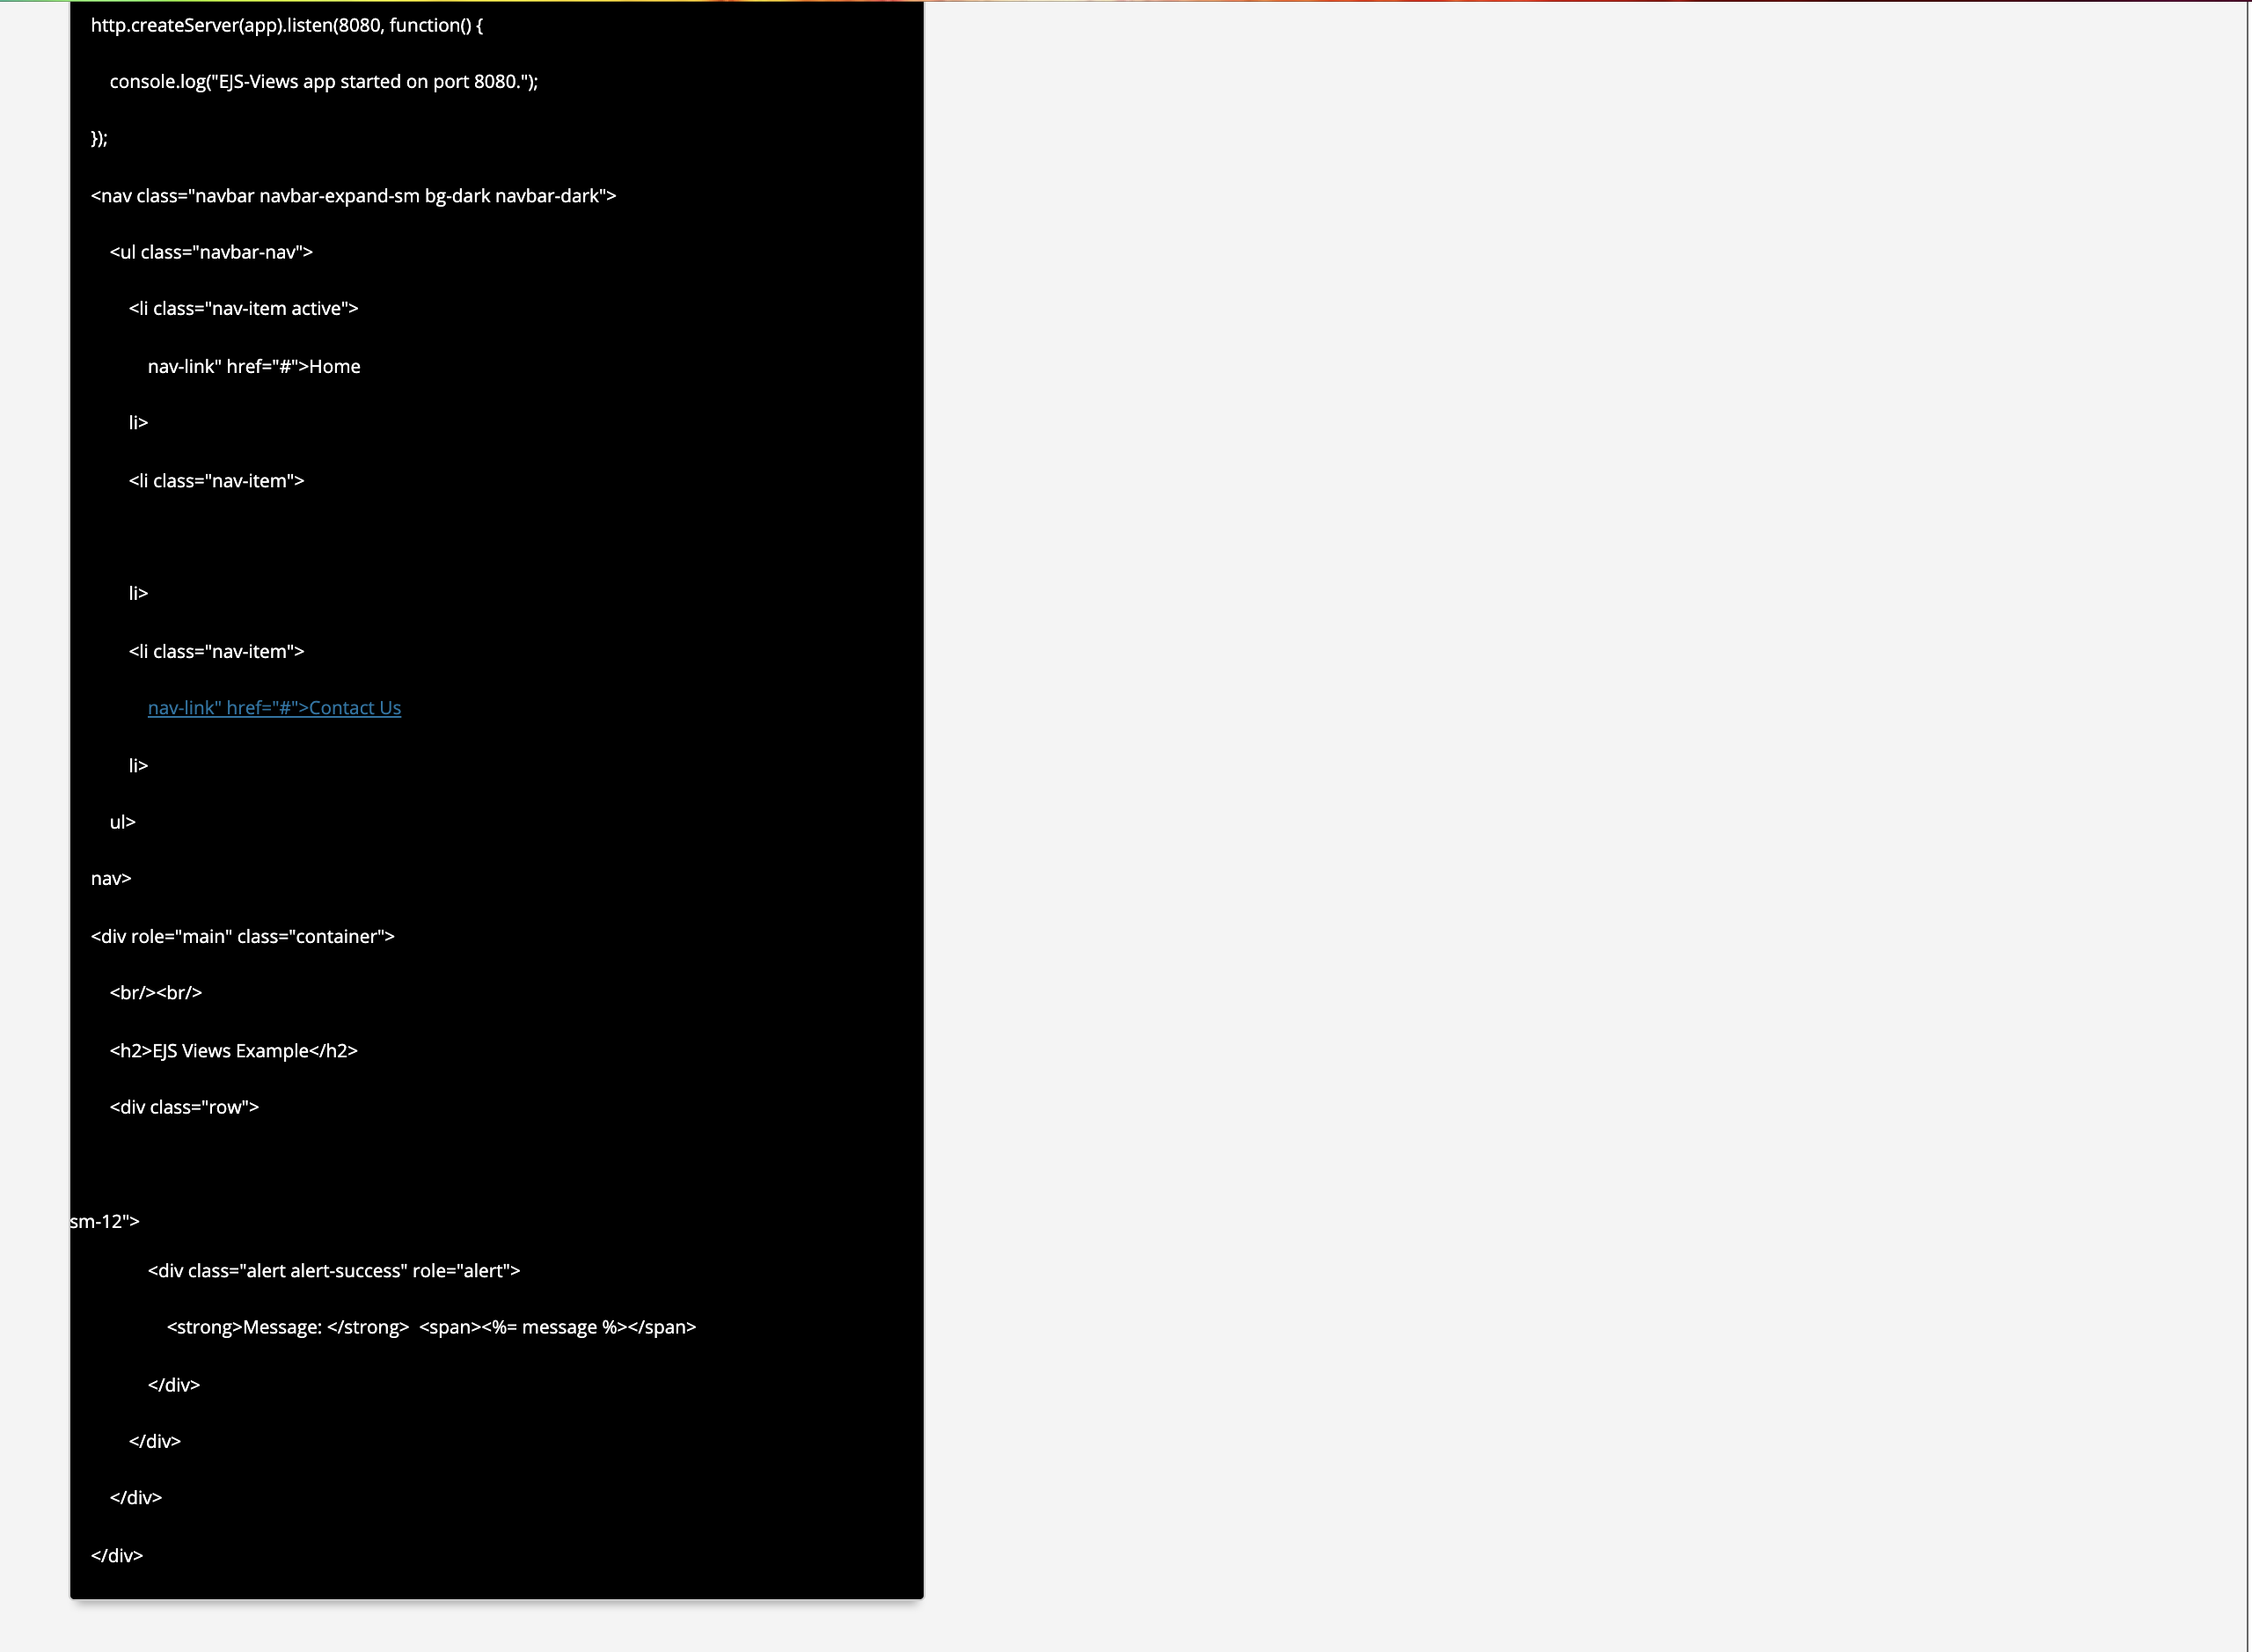 http.createServer(app).listen(8080, function() {
console.log("EJS-Views app started on port 8080.");
});
<nav class="navbar navbar-expand-sm bg-dark navbar-dark">
<ul class="navbar-nav">
<li class="nav-item active">
nav-link" href="#">Home
li>
<li class="nav-item">
li>
<li class="nav-item">
nav-link" href="#">Contact Us
li>
ul>
nav>
<div role="main" class="container">
<br/><br/>
<h2>EJS Views Example</h2>
<div class="row">
sm-12">
<div class="alert alert-success" role="alert">
<strong>Message: </strong>  <span><%= message %></span>
</div>
</div>
</div>
</div>